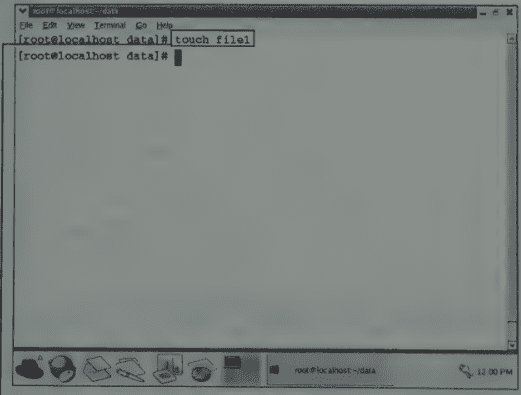 root@localhost:~/data
File Edit View Terminal Go Help
[root@localhost data]# touch file1
[root@localhost data]#
root@localhost:~/data
12:00 PM